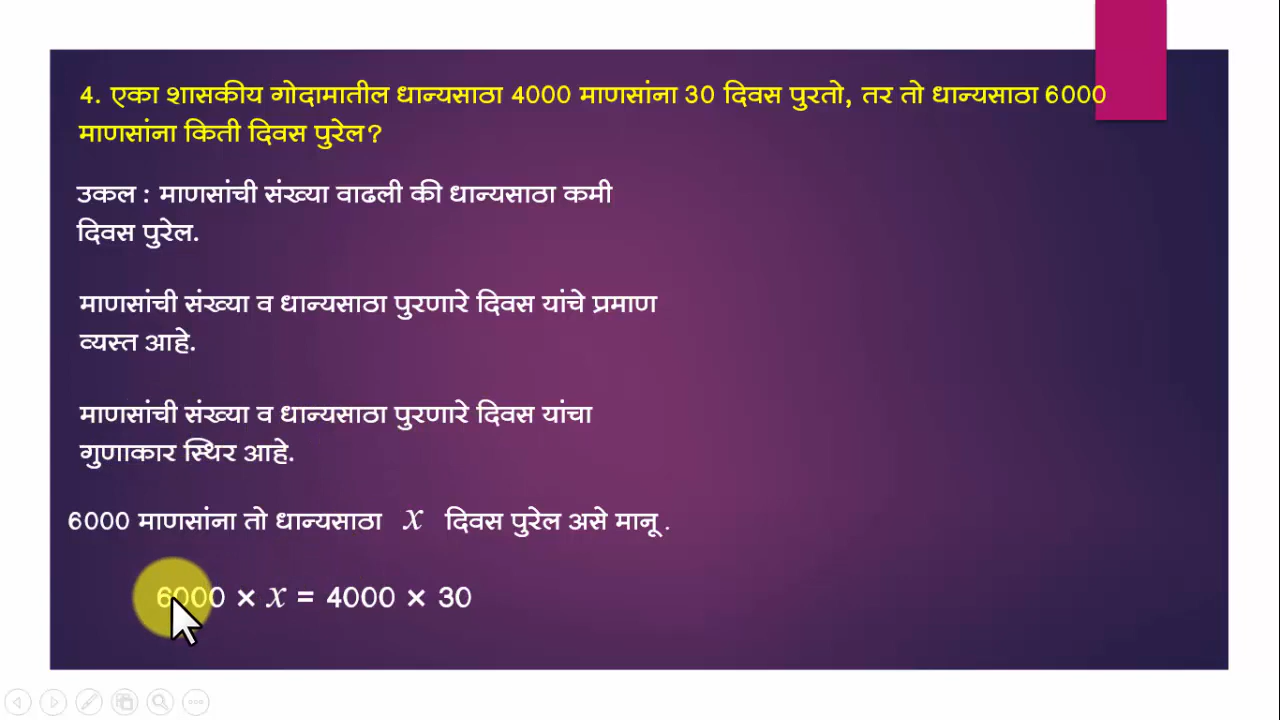 4. एका शासकीय गोदामातील धान्यसाठा 4000 माणसांना 30 दिवस पुरतो, तर तो धान्यसाठा 6000
माणसांना किती दिवस पुरेल?
उकल : माणसांची संख्या वाढली की धान्यसाठा कमी
दिवस पुरेल.
माणसांची संख्या व धान्यसाठा पुरणारे दिवस यांचे प्रमाण
व्यस्त आहे.
माणसांची संख्या व धान्यसाठा पुरणारे दिवस यांचा
गुणाकार स्थिर आहे.
6000 माणसांना तो धान्यसाठा x दिवस पुरेल असे मानू .
6000 × x = 4000 × 30